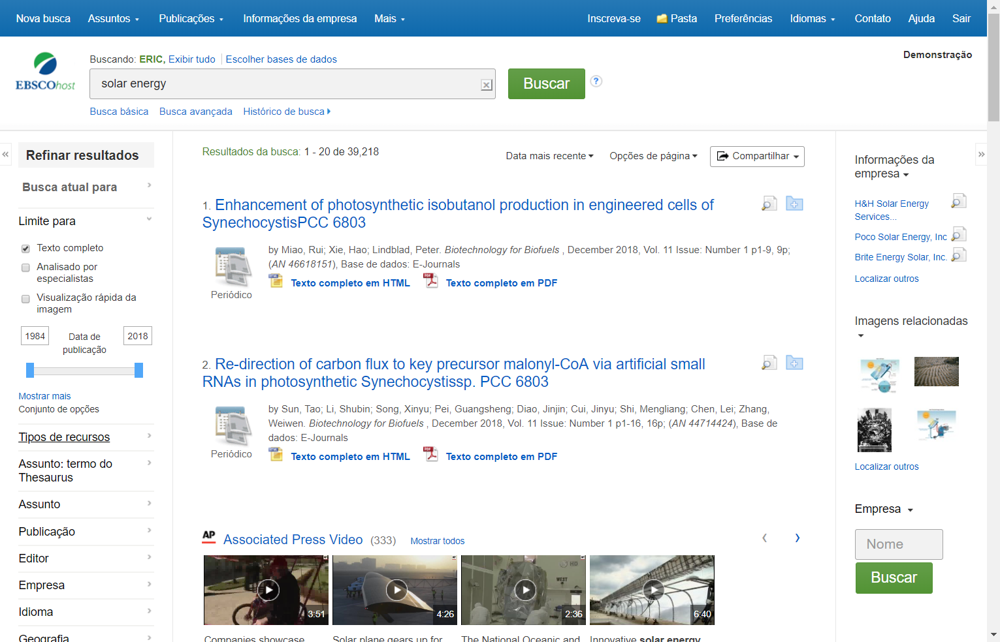 Nova busca Assuntos Publicações Informações da empresa Mais Inscreva-se Pasta Preferências Idiomas Contato Ajuda Sair
Demonstração
EBSCOhost
Buscando: ERIC, Exibir tudo Escolher bases de dados
solar energy
Buscar
?
Busca básica Busca avançada Histórico de busca
Refinar resultados
Busca atual para
Limite para
Texto completo
Analisado por
especialistas
Visualização rápida da
imagem
1984 Data de 2018
publicação
Mostrar mais
Conjunto de opções
Tipos de recursos
Assunto: termo do
Thesaurus
Assunto
Publicação
Editor
Empresa
Idioma
Geografia
Resultados da busca: 1 - 20 de 39,218
Data mais recente Opções de página Compartilhar
1. Enhancement of photosynthetic isobutanol production in engineered cells of
SynechocystisPCC 6803
by Miao, Rui; Xie, Hao; Lindblad, Peter. Biotechnology for Biofuels , December 2018, Vol. 11 Issue: Number 1 p1-9, 9p;
(AN 46618151), Base de dados: E-Journals
Texto completo em HTML PDF Texto completo em PDF
Periódico
2. Re-direction of carbon flux to key precursor malonyl-CoA via artificial small
RNAs in photosynthetic Synechocystissp. PCC 6803
by Sun, Tao; Li, Shubin; Song, Xinyu; Pei, Guangsheng; Diao, Jinjin; Cui, Jinyu; Shi, Mengliang; Chen, Lei; Zhang,
Weiwen. Biotechnology for Biofuels , December 2018, Vol. 11 Issue: Number 1 p1-16, 16p; (AN 44714424), Base de
dados: E-Journals
Texto completo em HTML PDF Texto completo em PDF
Periódico
AP Associated Press Video (333) Mostrar todos
HD
WEST
3:51 4:26 2:36 6:40
Companies showcase Solar plane gears up for The National Oceanic and Innovative solar energy
Informações da
empresa
H&H Solar Energy
Services...
Poco Solar Energy, Inc
Brite Energy Solar, Inc.
Localizar outros
Imagens relacionadas
Localizar outros
Empresa
Nome
Buscar